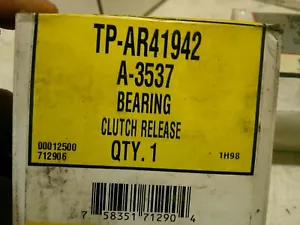 TP-AR41942
A-3537
BEARING
CLUTCH RELEASE
00012500
712906
QTY. 1
1H98
7 58351 71290 4